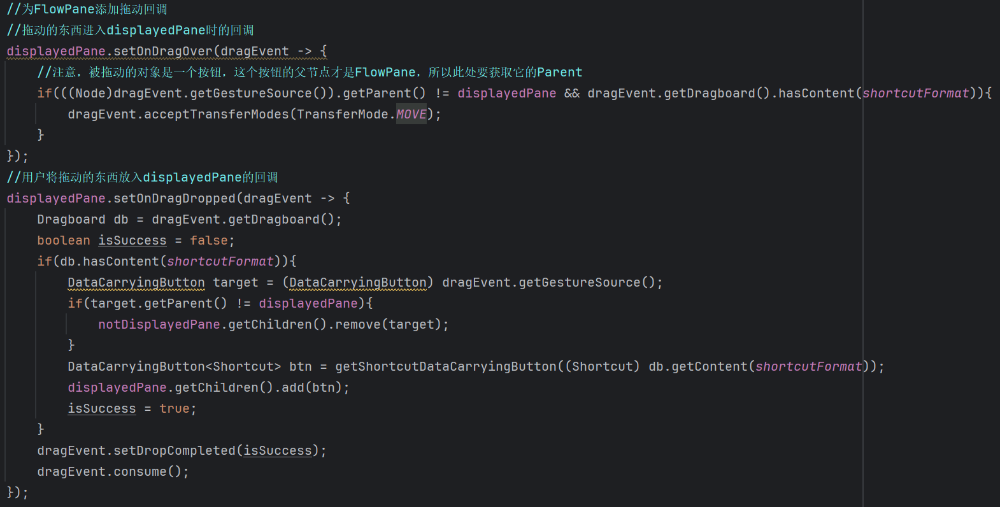 //为FlowPane添加拖动回调
//拖动的东西进入displayedPane时的回调
displayedPane.setOnDragOver(dragEvent -> {
    //注意，被拖动的对象是一个按钮，这个按钮的父节点才是FlowPane，所以此处要获取它的Parent
    if(((Node)dragEvent.getGestureSource()).getParent() != displayedPane && dragEvent.getDragboard().hasContent(shortcutFormat)){
        dragEvent.acceptTransferModes(TransferMode.MOVE);
    }
});
//用户将拖动的东西放入displayedPane的回调
displayedPane.setOnDragDropped(dragEvent -> {
    Dragboard db = dragEvent.getDragboard();
    boolean isSuccess = false;
    if(db.hasContent(shortcutFormat)){
        DataCarryingButton target = (DataCarryingButton) dragEvent.getGestureSource();
        if(target.getParent() != displayedPane){
            notDisplayedPane.getChildren().remove(target);
        }
        DataCarryingButton<Shortcut> btn = getShortcutDataCarryingButton((Shortcut) db.getContent(shortcutFormat));
        displayedPane.getChildren().add(btn);
        isSuccess = true;
    }
    dragEvent.setDropCompleted(isSuccess);
    dragEvent.consume();
});